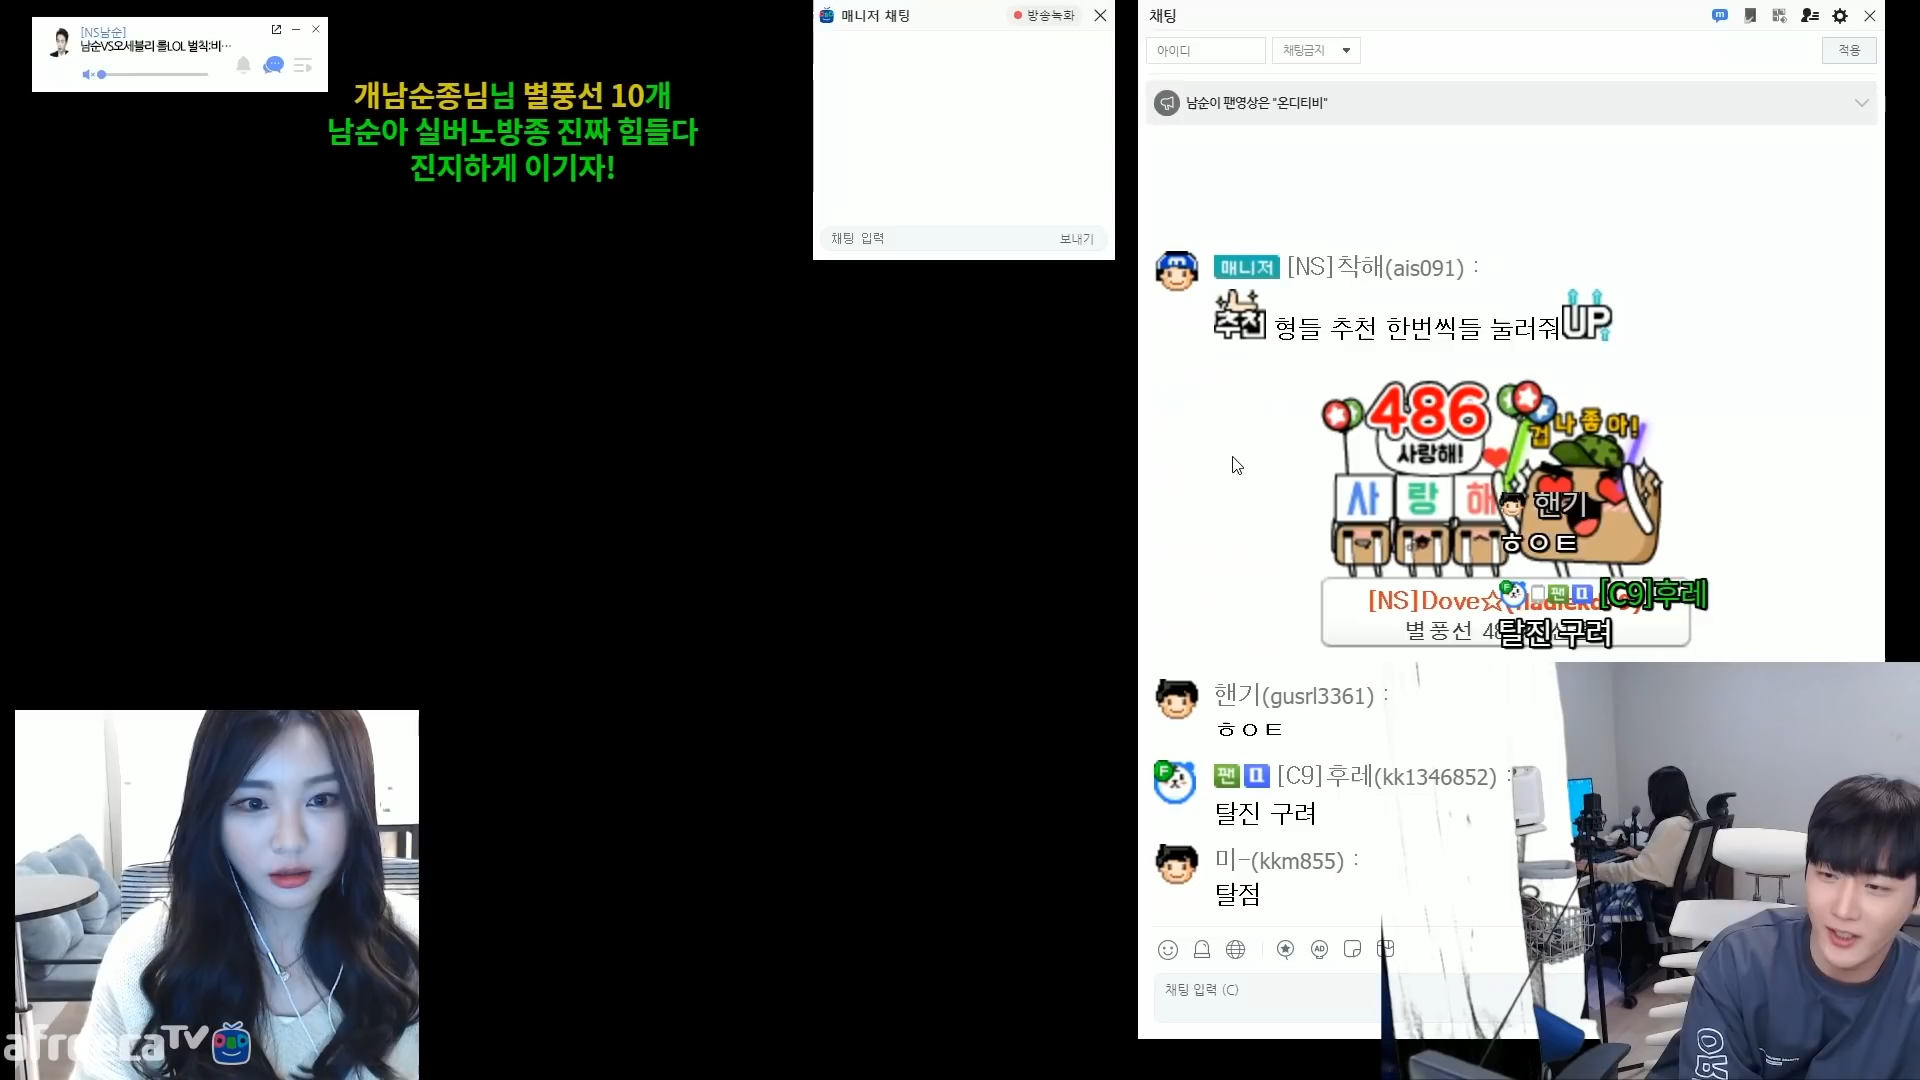 [NS]남순
남순VS오세블리 롤LOL 벌칙:비…
개남순종님님 별풍선 10개
남순아 실버노방종 진짜 힘들다
진지하게 이기자!
매니저 채팅
방송녹화
채팅 입력
보내기
채팅
아이디
채팅금지
적용
남순이 팬영상은 "온디티비"
매니저 [NS]착해(ais091) :
추천 형들 추천 한번씩들 눌러줘UP
486
사랑해!
겁나좋아!
사랑해
핸기
ㅎㅇㅌ
[NS]Dove☆
팬 [C9]후레
별풍선
탈진 구려
핸기(gusrl3361) :
ㅎㅇㅌ
팬 [C9]후레(kk1346852) :
탈진 구려
미-(kkm855) :
탈점
AD
채팅 입력 (C)
afreecaTV